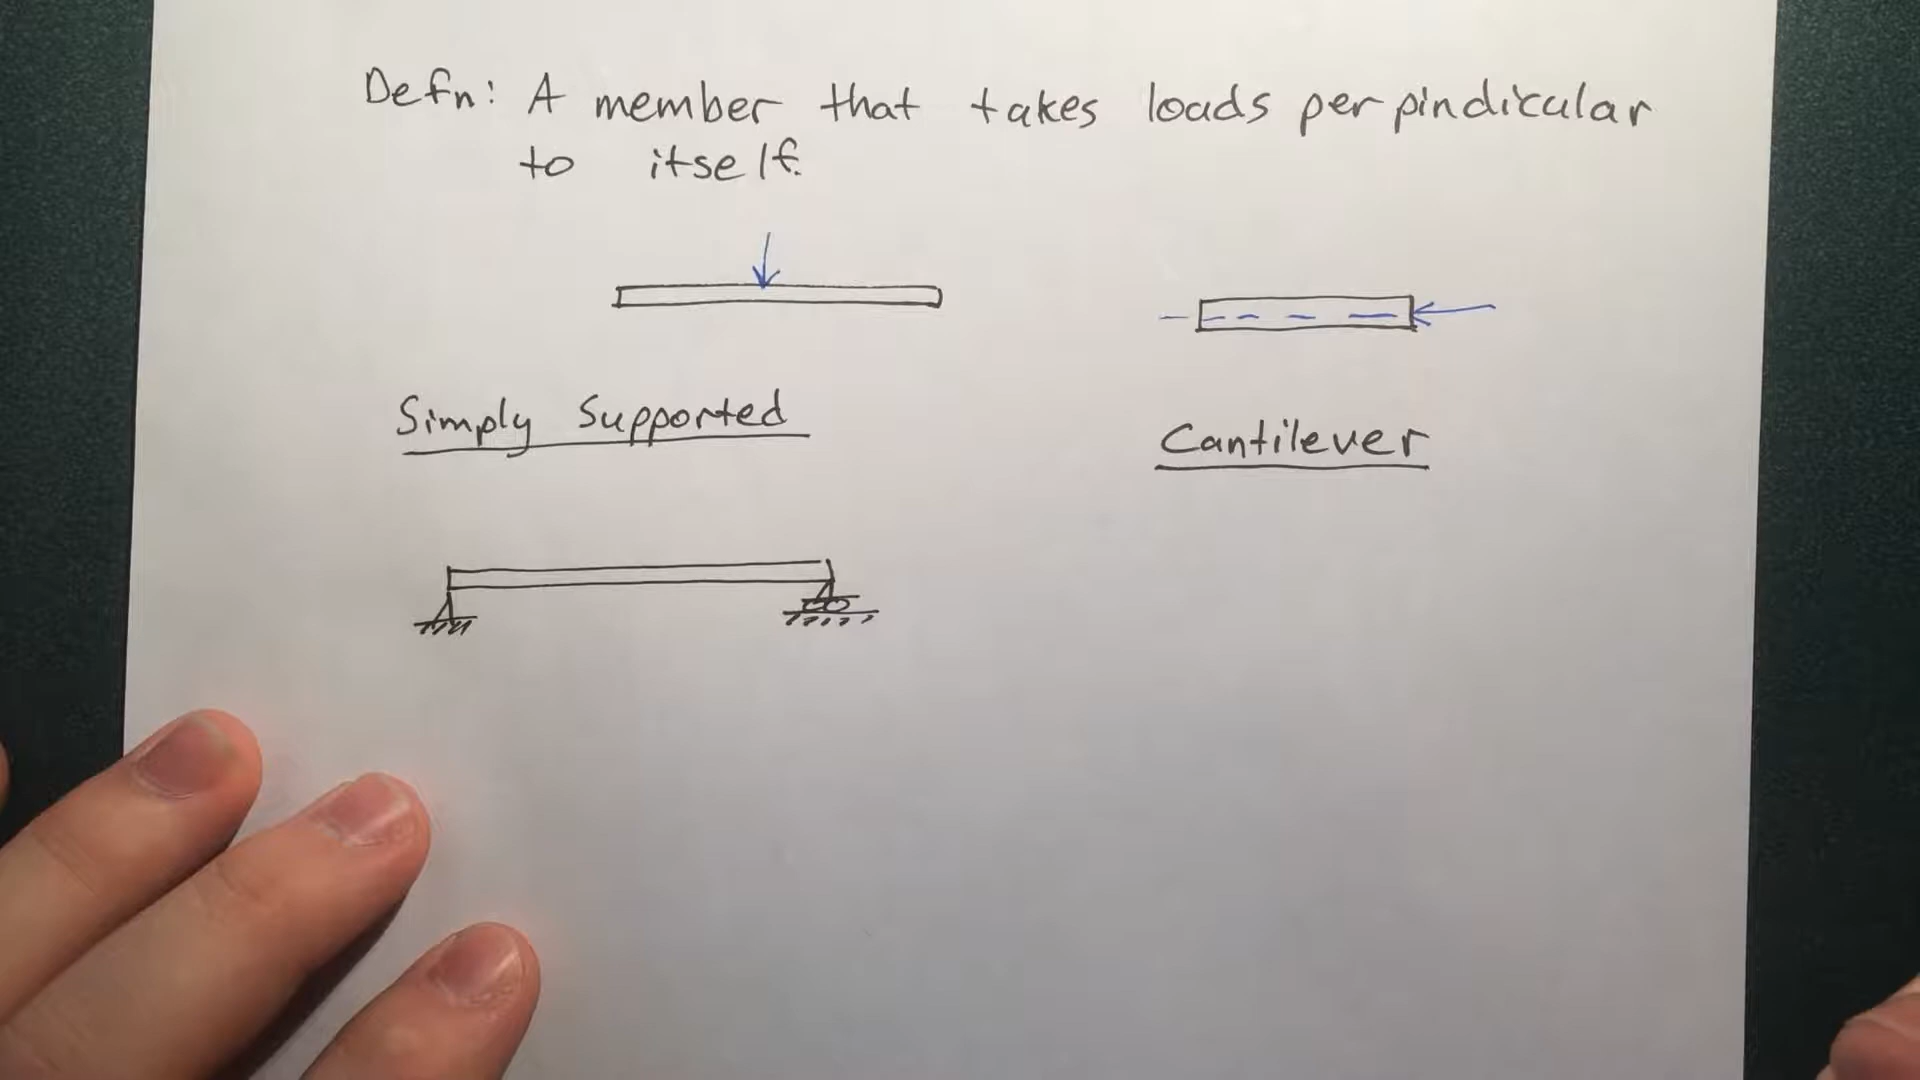 Defn: A member that takes loads perpindicular
to itself.
Simply Supported
Cantilever